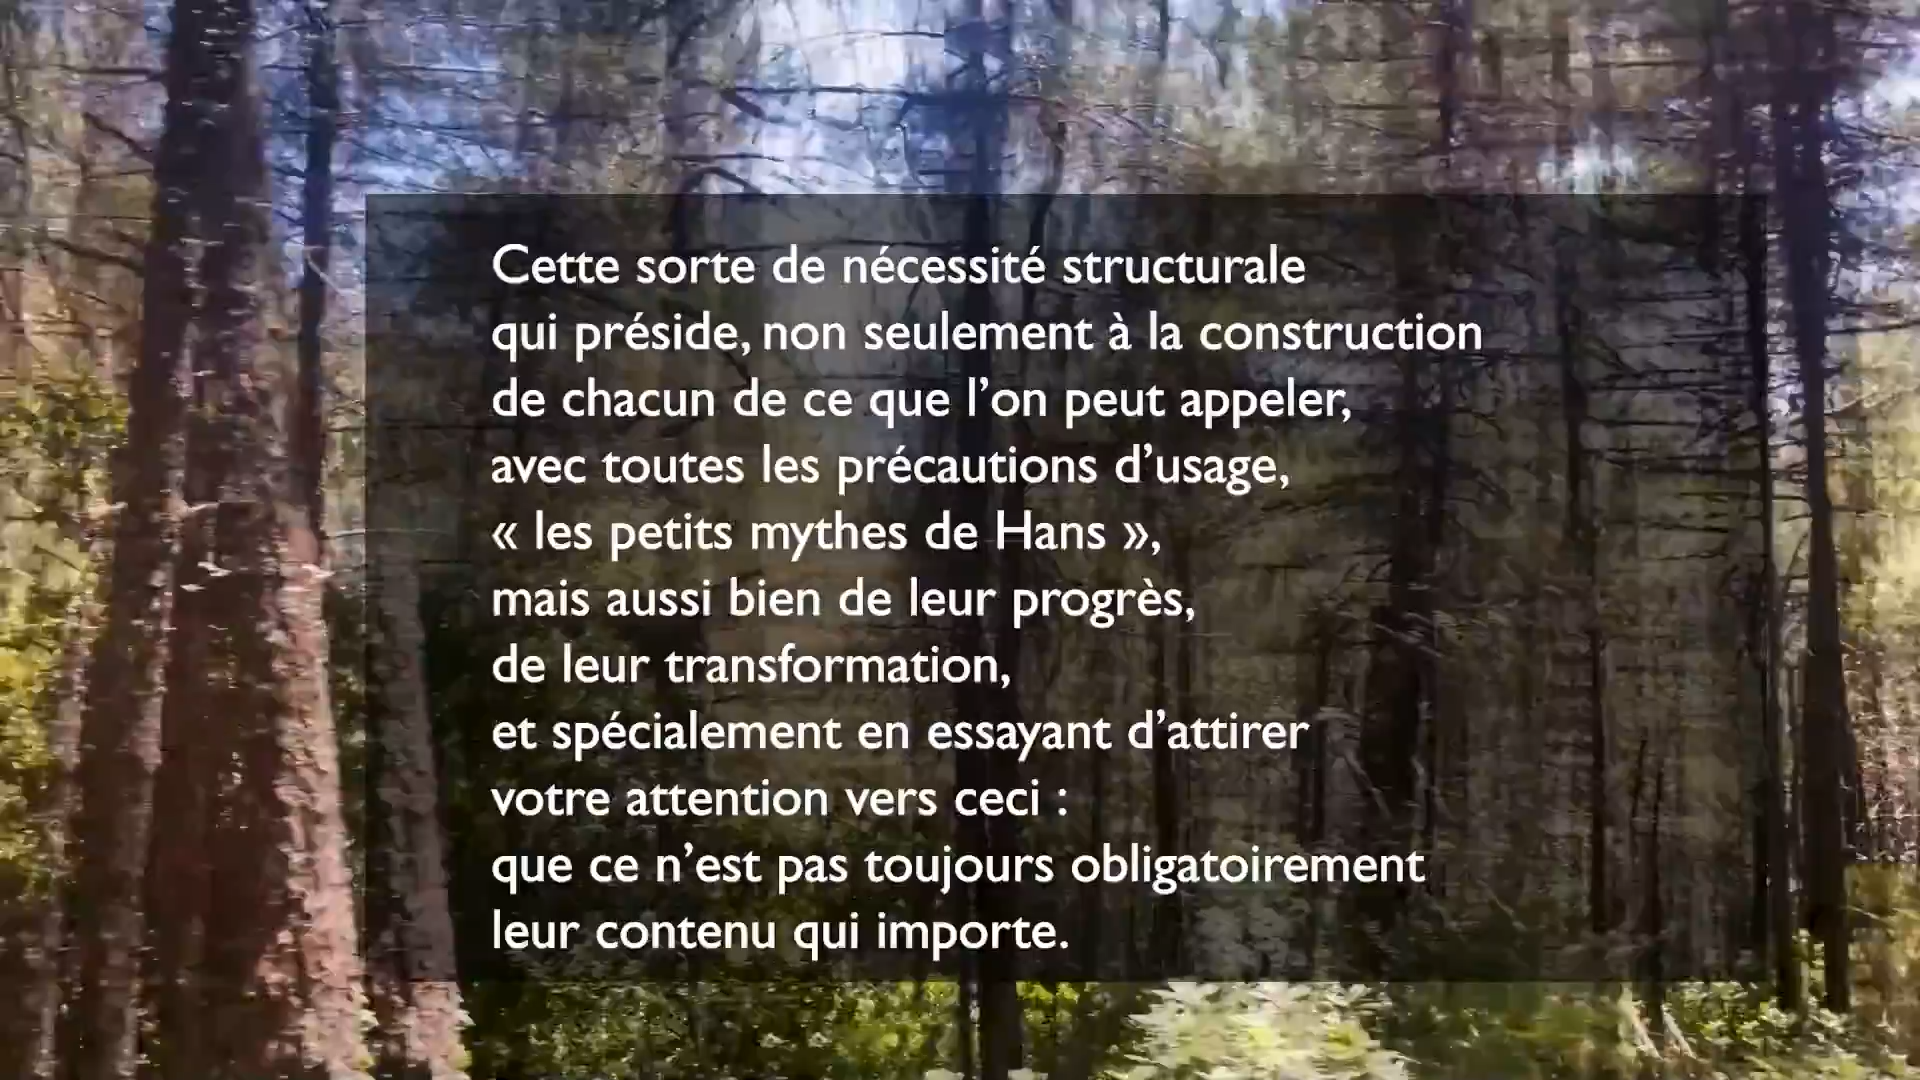 Cette sorte de nécessité structurale
qui préside, non seulement à la construction
de chacun de ce que l’on peut appeler,
avec toutes les précautions d’usage,
« les petits mythes de Hans »,
mais aussi bien de leur progrès,
de leur transformation,
et spécialement en essayant d’attirer
votre attention vers ceci :
que ce n’est pas toujours obligatoirement
leur contenu qui importe.